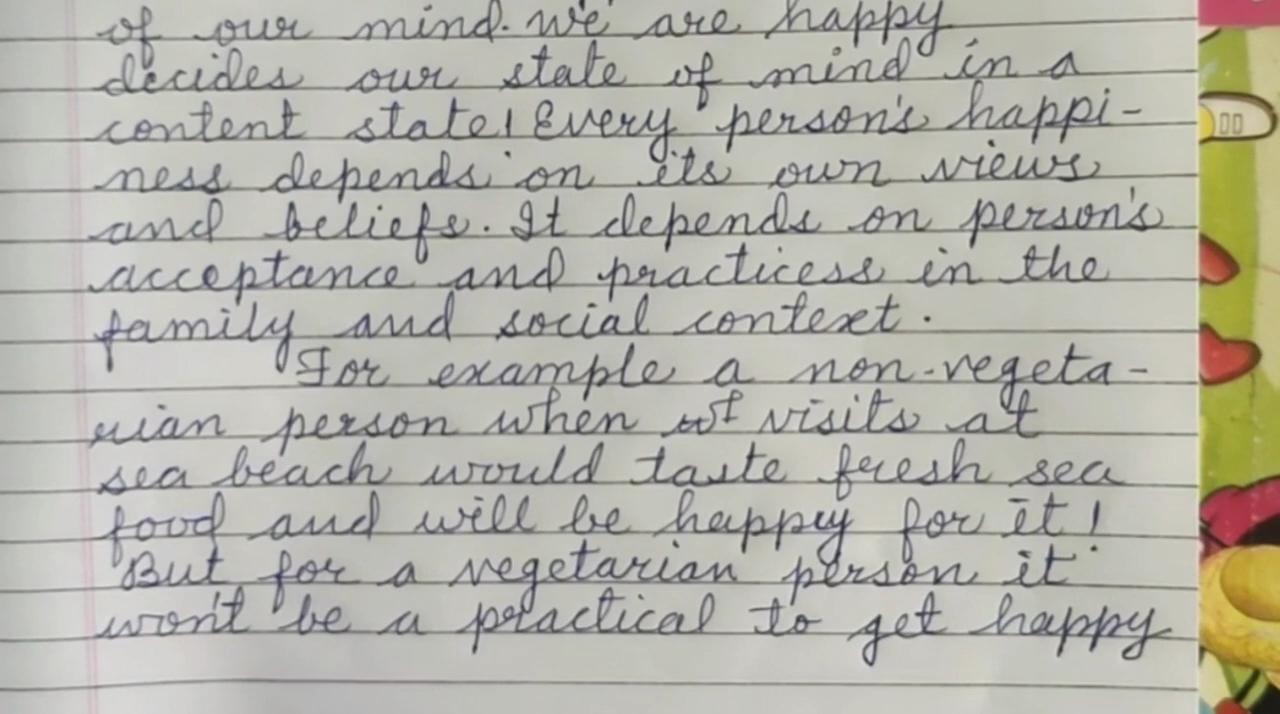 of our mind. we are happy
decides our state of mind in a
content state! Every person's happi-
ness depends on its own views
and beliefs. It depends on person's
acceptance and practicess in the
family and social context.
For example a non-vegeta-
rian person when visits at
sea beach would taste fresh sea
food and will be happy for it!
But for a vegetarian person it
won't be a practical to get happy